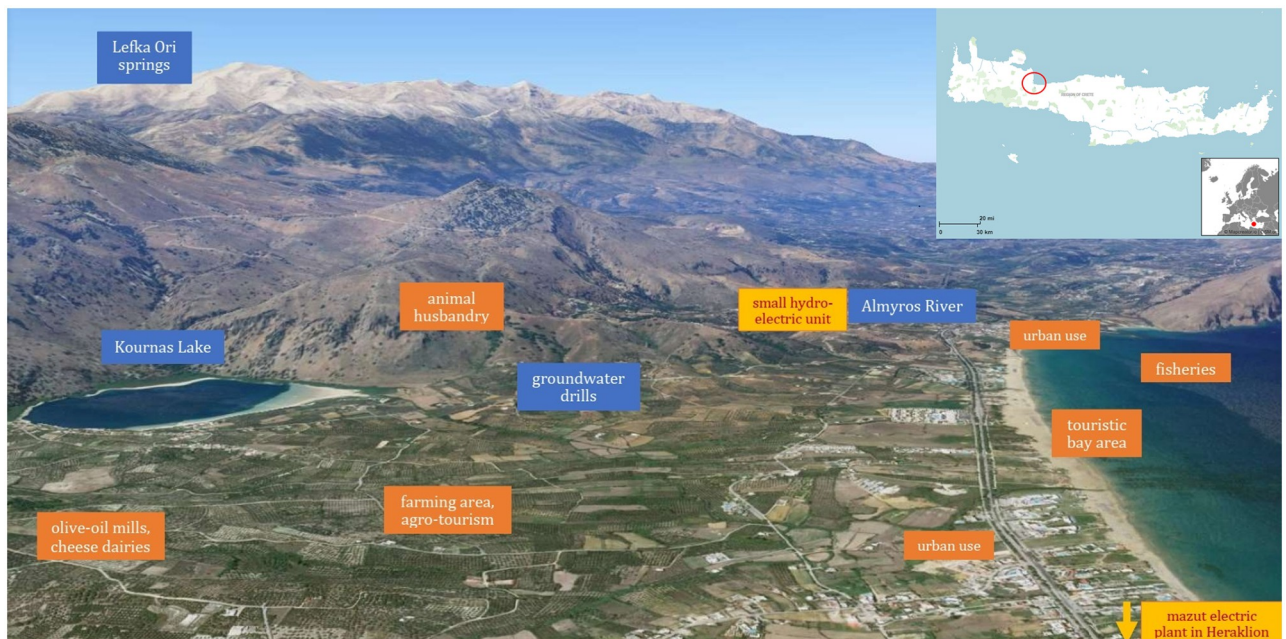 Lefka Ori
springs
20 mi
0 30 km
animal
husbandry
small hydro-
electric unit
Almyros River
Kournas Lake
urban use
fisheries
groundwater
drills
touristic
bay area
farming area,
agro-tourism
olive-oil mills,
cheese dairies
urban use
mazut electric
plant in Heraklion